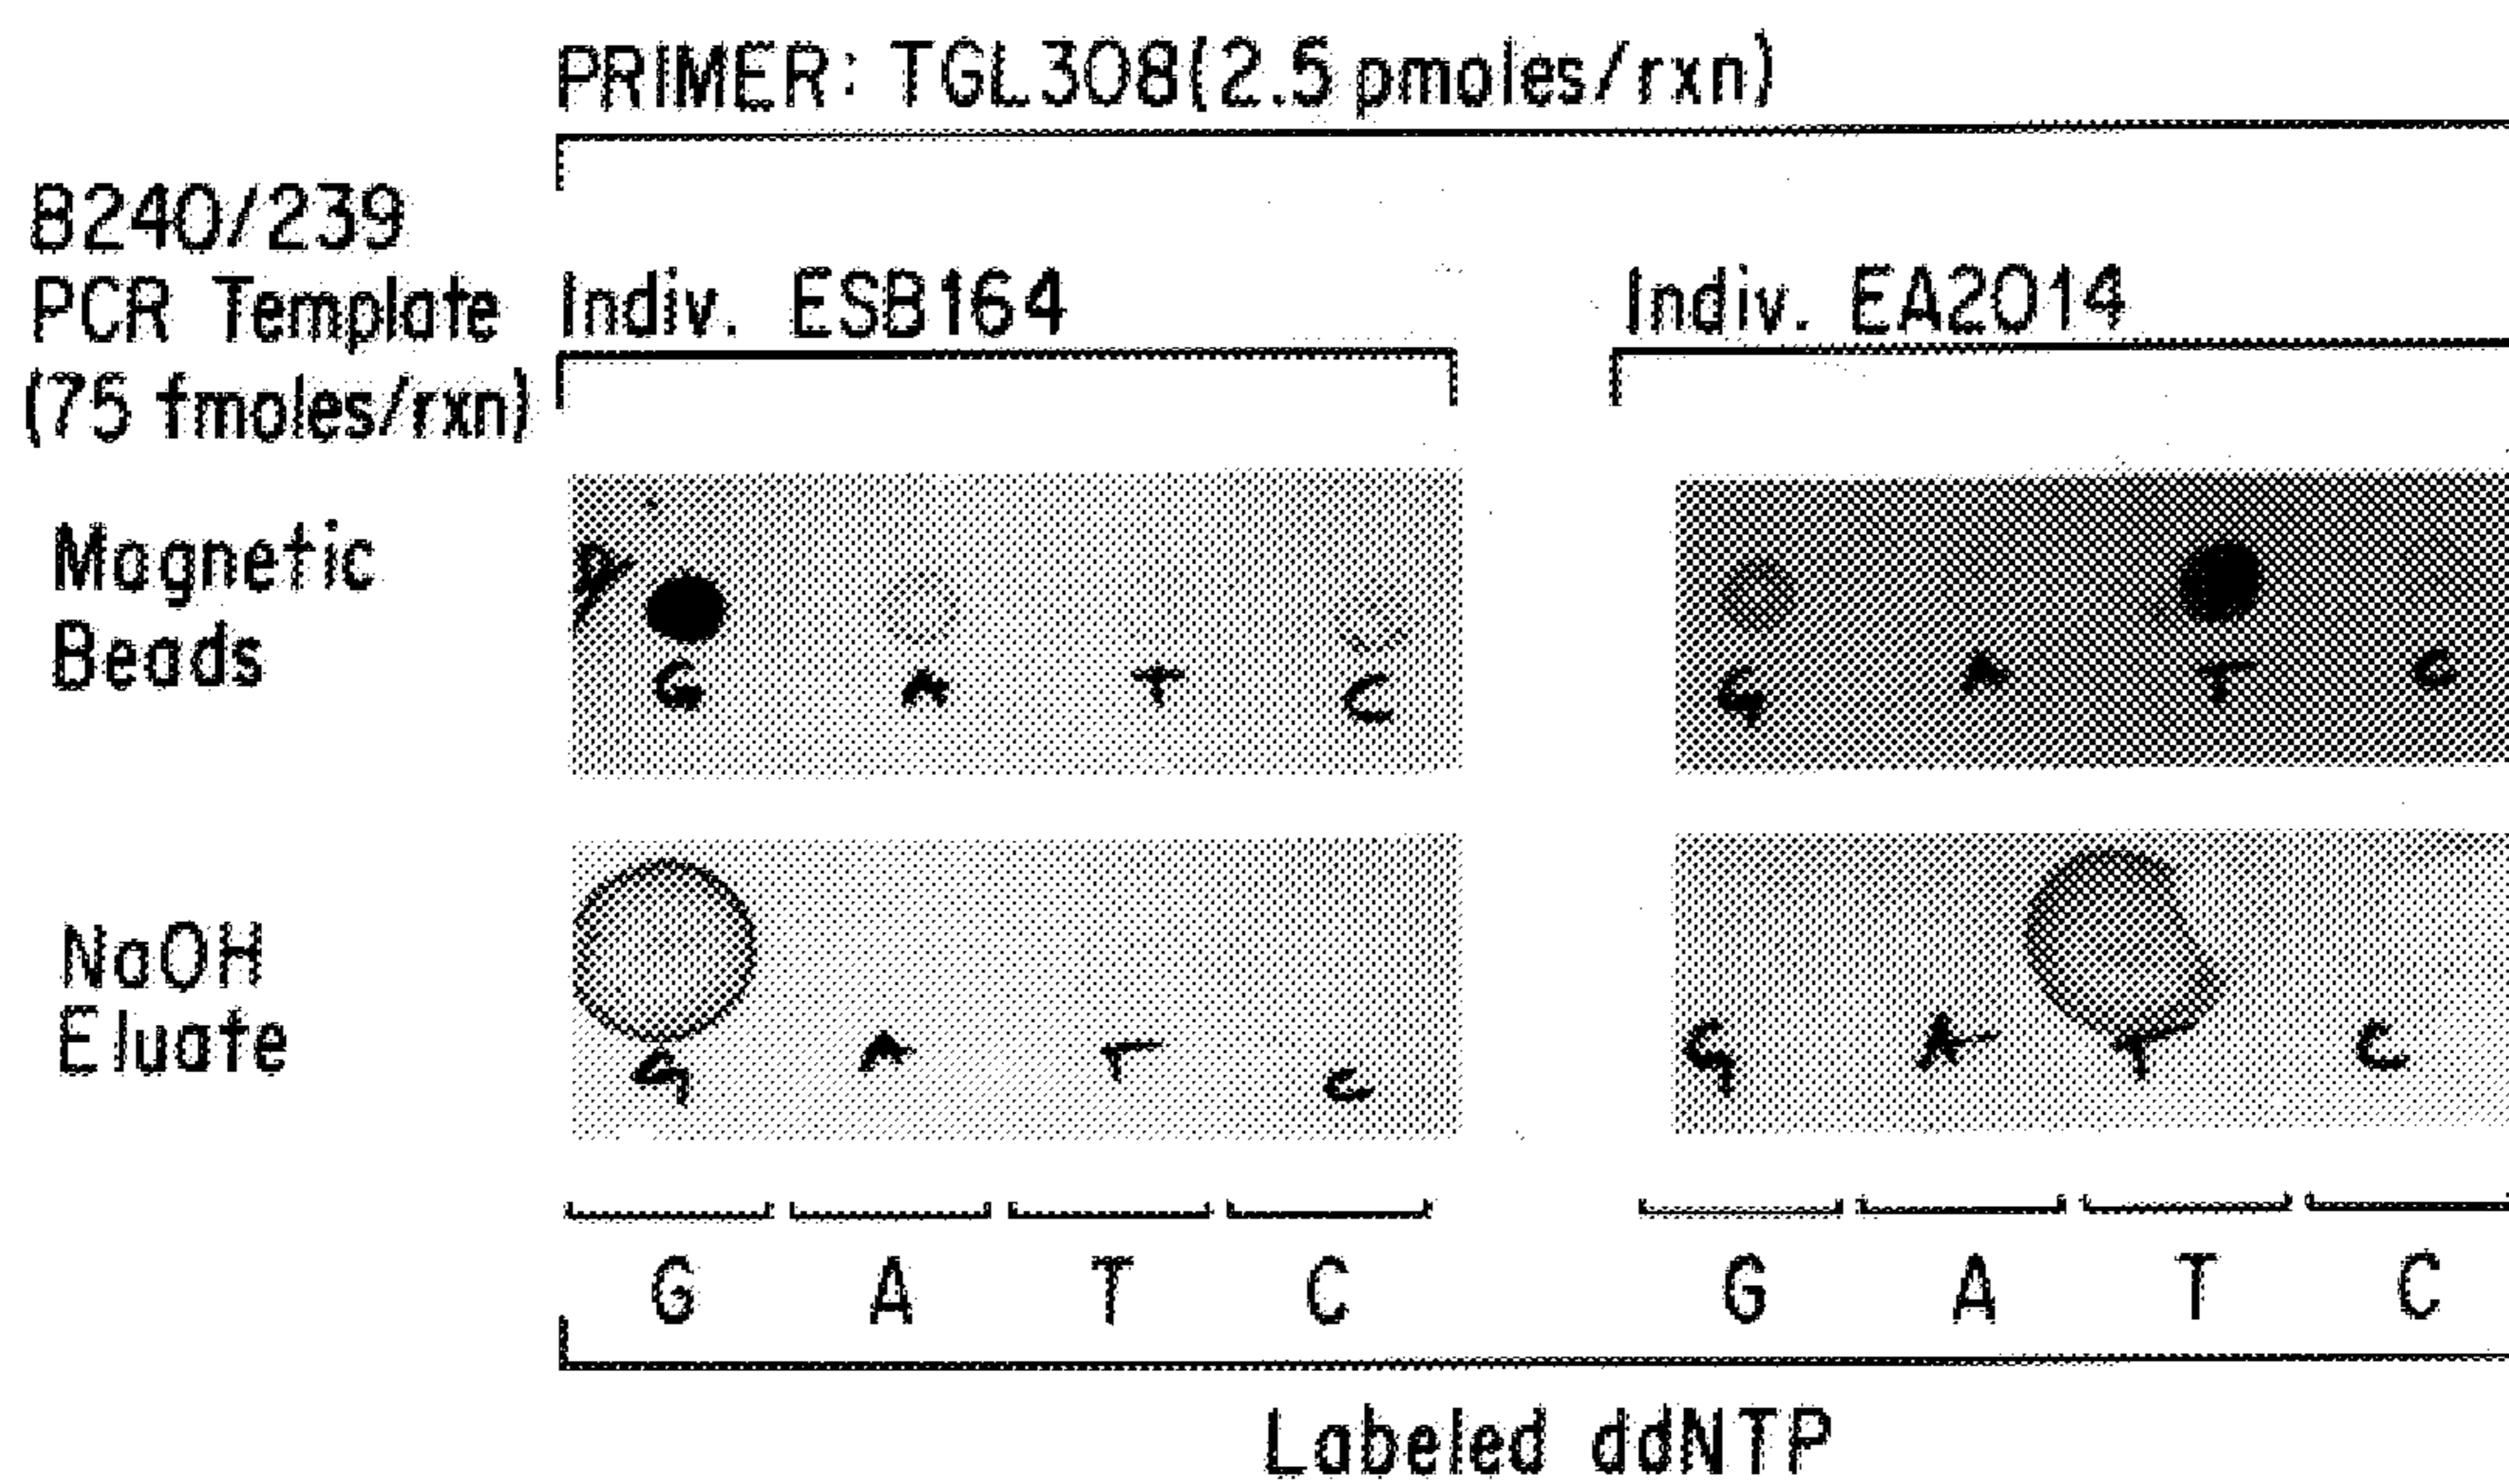 PRIMER: TGL308(2.5 pmoles/rxn)
B240/239
PCR Template
(75 fmoles/rxn)
Indiv. ESB164
Indiv. EA2014
Magnetic
Beads
G A T C
G A T C
NaOH
Eluate
G A T C
G A T C
G A T C
G A T C
Labeled ddNTP